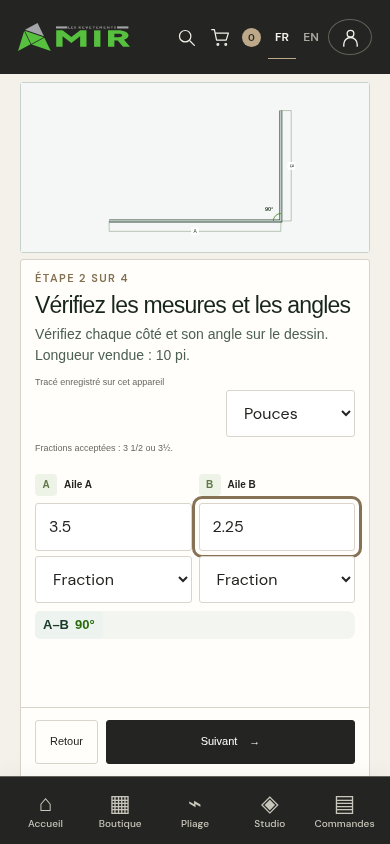 LES REVÊTEMENTS
MIR
0
FR
EN
B
90°
A
ÉTAPE 2 SUR 4
Vérifiez les mesures et les angles
Vérifiez chaque côté et son angle sur le dessin.
Longueur vendue : 10 pi.
Tracé enregistré sur cet appareil
Pouces
Fractions acceptées : 3 1/2 ou 3½.
A Aile A
B Aile B
3.5
2.25
Fraction
Fraction
A–B 90°
Retour
Suivant →
Accueil
Boutique
Pliage
Studio
Commandes